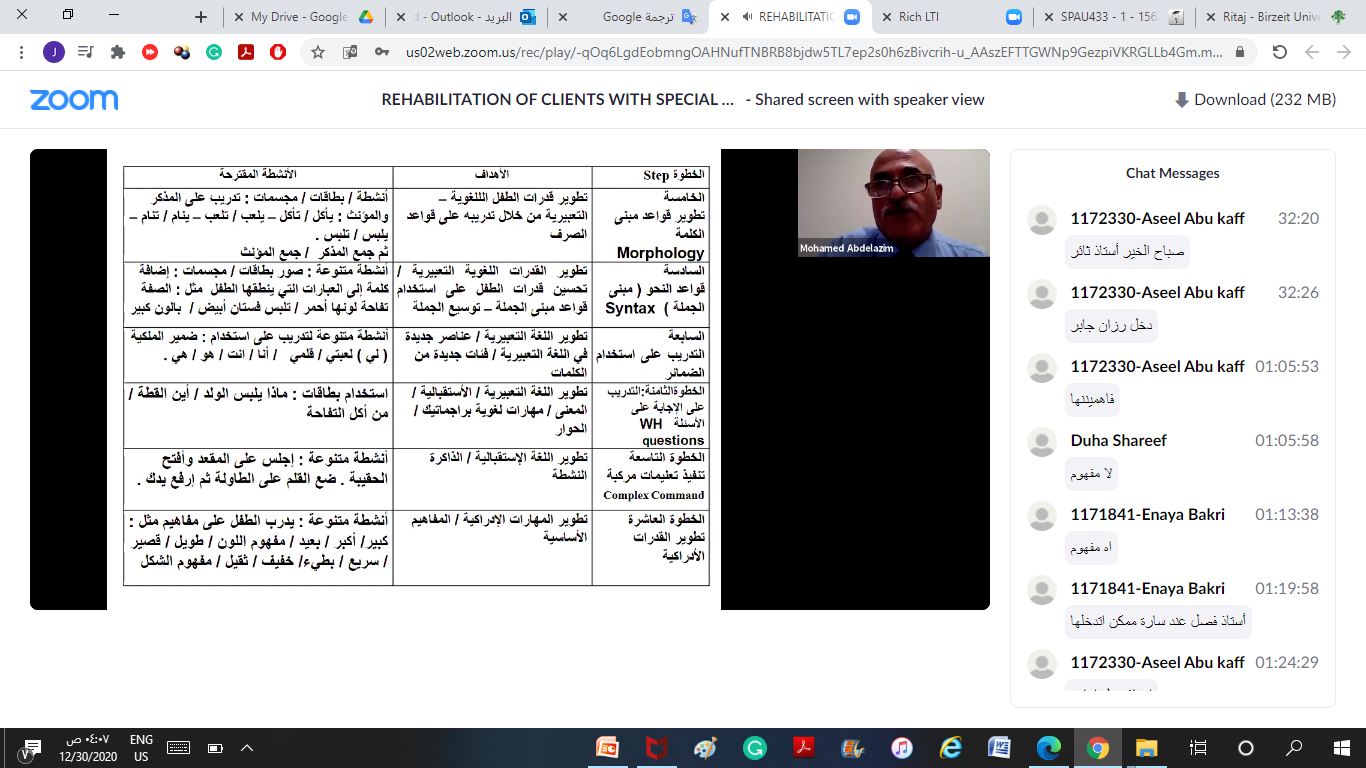 My Drive - Google
البريد - Outlook - d
ترجمة Google
REHABILITATIO
Rich LTI
SPAU433 - 1 - 156
Ritaj - Birzeit Unive
us02web.zoom.us/rec/play/-qOq6LgdEobmngOAHNufTNBRB8bjdw5TL7ep2s0h6zBivcrih-u_AAszEFTTGWNp9GezpiVKRGLLb4Gm.m...
zoom
REHABILITATION OF CLIENTS WITH SPECIAL ... - Shared screen with speaker view
Download (232 MB)
الخطوة Step
الأهداف
الأنشطة المقترحة
الخامسة
تطوير قواعد مبنى
الكلمة
Morphology
تطوير قدرات الطفل الللغوية –
التعبيرية من خلال تدريبه على قواعد
الصرف
أنشطة / بطاقات / مجسمات : تدريب على المذكر
والمؤنث : يأكل / تأكل – يلعب / تلعب – ينام / تنام –
يلبس / تلبس .
ثم جمع المذكر / جمع المؤنث
السادسة
قواعد النحو ( مبنى
الجملة ) Syntax
تطوير القدرات اللغوية التعبيرية /
تحسين قدرات الطفل على استخدام
قواعد مبنى الجملة – توسيع الجملة
أنشطة متنوعة : صور بطاقات / مجسمات : إضافة
كلمة إلى العبارات التي ينطقها الطفل مثل : الصفة
تفاحة لونها أحمر / تلبس فستان أبيض / بالون كبير
السابعة
التدريب على استخدام
الضمائر
تطوير اللغة التعبيرية / عناصر جديدة
في اللغة التعبيرية / فئات جديدة من
الكلمات
أنشطة متنوعة لتدريب على استخدام : ضمير الملكية
( لي ) لعبتي / قلمي / أنا / انت / هو / هي .
الخطوةالثامنة:التدريب
على الإجابة على
الأسئلة WH
questions
تطوير اللغة التعبيرية / الأستقبالية /
المعنى / مهارات لغوية براجماتيك /
الحوار
استخدام بطاقات : ماذا يلبس الولد / أين القطة /
من أكل التفاحة
الخطوة التاسعة
تنفيذ تعليمات مركبة
Complex Command
تطوير اللغة الإستقبالية / الذاكرة
النشطة
أنشطة متنوعة : إجلس على المقعد وأفتح
الحقيبة . ضع القلم على الطاولة ثم إرفع يدك .
الخطوة العاشرة
تطوير القدرات
الأدراكية
تطوير المهارات الإدراكية / المفاهيم
الأساسية
أنشطة متنوعة : يدرب الطفل على مفاهيم مثل :
كبير/ أكبر / بعيد / مفهوم اللون / طويل / قصير
/ سريع / بطيء/ خفيف / ثقيل / مفهوم الشكل
Mohamed Abdelazim
Chat Messages
1172330-Aseel Abu kaff 32:20
صباح الخير أستاذ ثائر
1172330-Aseel Abu kaff 32:26
دخل رزان جابر
1172330-Aseel Abu kaff 01:05:53
فاهميننها
Duha Shareef 01:05:58
لا مفهوم
1171841-Enaya Bakri 01:13:38
اه مفهوم
1171841-Enaya Bakri 01:19:58
أستاذ فصل عند سارة ممكن اتدخلها
1172330-Aseel Abu kaff 01:24:29
٠٤:٠٧ ص
12/30/2020
ENG
US